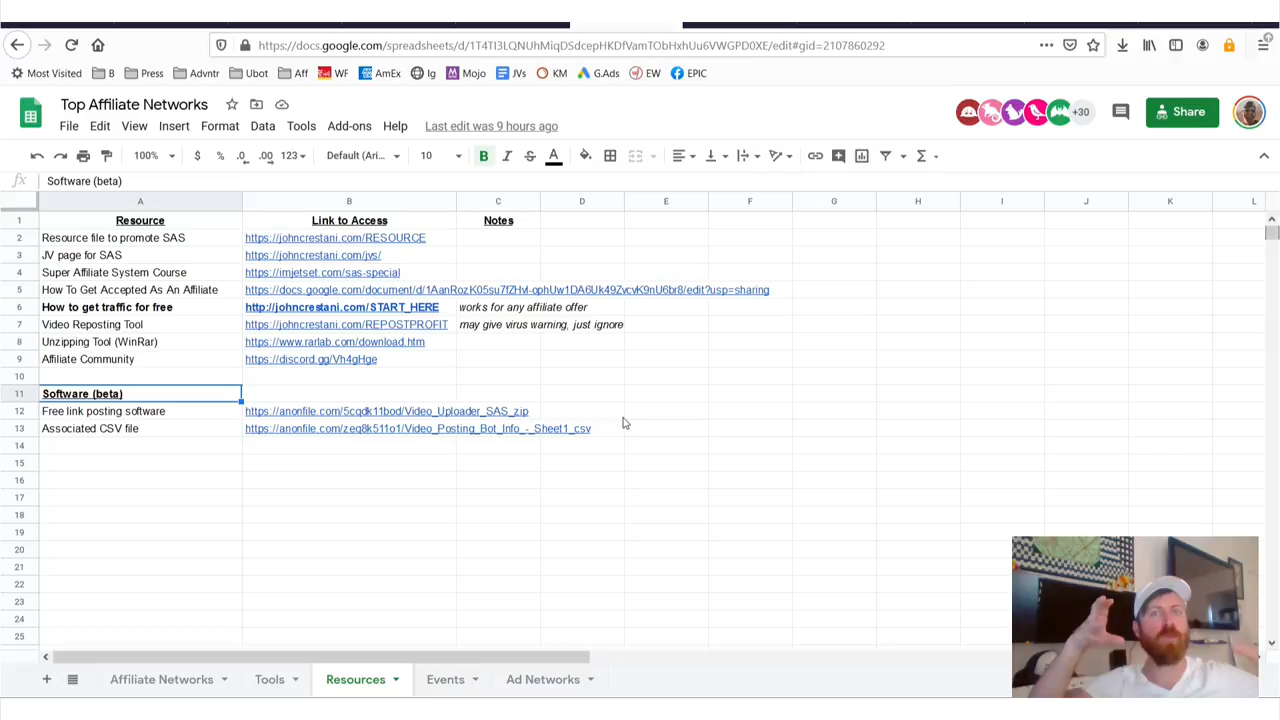 https://docs.google.com/spreadsheets/d/1T4TI3LQNUhMiqDSdcepHKDfVamTObHxhUu6VWGPD0XE/edit#gid=2107860292
Most Visited B Press Advntr Ubot Aff WF AmEx Ig Mojo JVs KM G.Ads EW EPIC
Top Affiliate Networks
+30
Share
File Edit View Insert Format Data Tools Add-ons Help Last edit was 9 hours ago
100% $ % .0 .00 123 Default (Ari... 10 B I S A Σ
fx Software (beta)
A B C D E F G H I J K L
1 Resource Link to Access Notes
2 Resource file to promote SAS https://johncrestani.com/RESOURCE
3 JV page for SAS https://johncrestani.com/jvs/
4 Super Affiliate System Course https://imjetset.com/sas-special
5 How To Get Accepted As An Affiliate https://docs.google.com/document/d/1AanRozK05su7fZHvl-ophUw1DA6Uk49ZvcvK9nU6br8/edit?usp=sharing
6 How to get traffic for free http://johncrestani.com/START_HERE works for any affiliate offer
7 Video Reposting Tool https://johncrestani.com/REPOSTPROFIT may give virus warning, just ignore
8 Unzipping Tool (WinRar) https://www.rarlab.com/download.htm
9 Affiliate Community https://discord.gg/Vh4gHge
10
11 Software (beta)
12 Free link posting software https://anonfile.com/5cqdk11bod/Video_Uploader_SAS_zip
13 Associated CSV file https://anonfile.com/zeq8k511o1/Video_Posting_Bot_Info_-_Sheet1_csv
14
15
16
17
18
19
20
21
22
23
24
25
Affiliate Networks Tools Resources Events Ad Networks